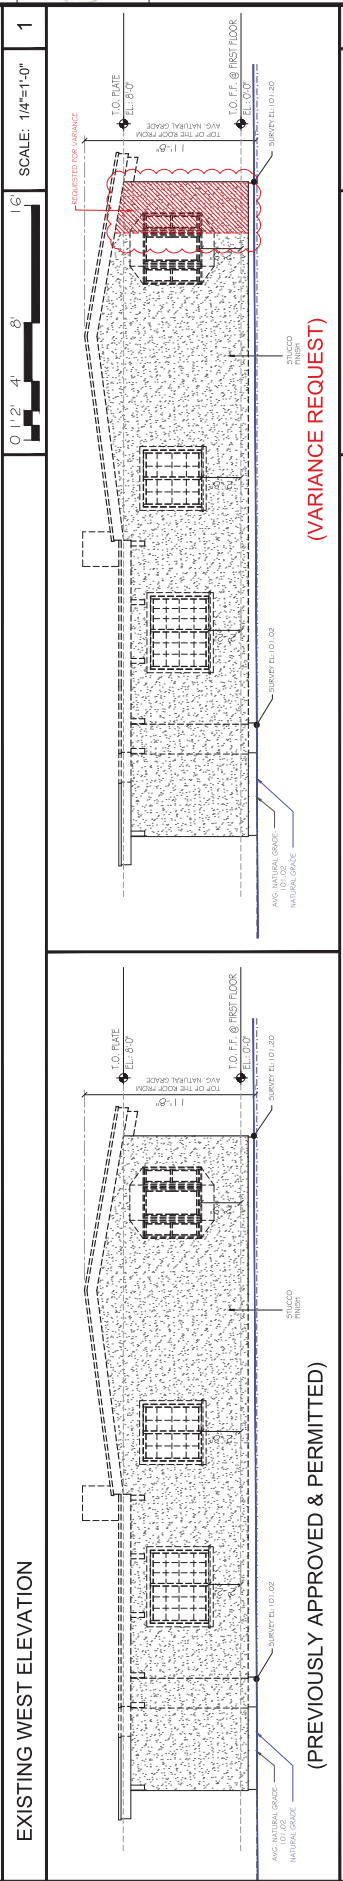 EXISTING WEST ELEVATION
0 1' 2' 4' 8' 16'
SCALE: 1/4"=1'-0"
1
T.O. PLATE
EL.: 8'-0"
11'-8"
TOP OF THE ROOF FROM
AVG. NATURAL GRADE
T.O. F.F. @ FIRST FLOOR
EL.: 0'-0"
SURVEY EL: 101.20
STUCCO
FINISH
SURVEY EL: 101.02
AVG. NATURAL GRADE
101.02
NATURAL GRADE
(PREVIOUSLY APPROVED & PERMITTED)
REQUESTED FOR VARIANCE
T.O. PLATE
EL.: 8'-0"
11'-8"
TOP OF THE ROOF FROM
AVG. NATURAL GRADE
T.O. F.F. @ FIRST FLOOR
EL.: 0'-0"
SURVEY EL: 101.20
STUCCO
FINISH
SURVEY EL: 101.02
AVG. NATURAL GRADE
101.02
NATURAL GRADE
(VARIANCE REQUEST)